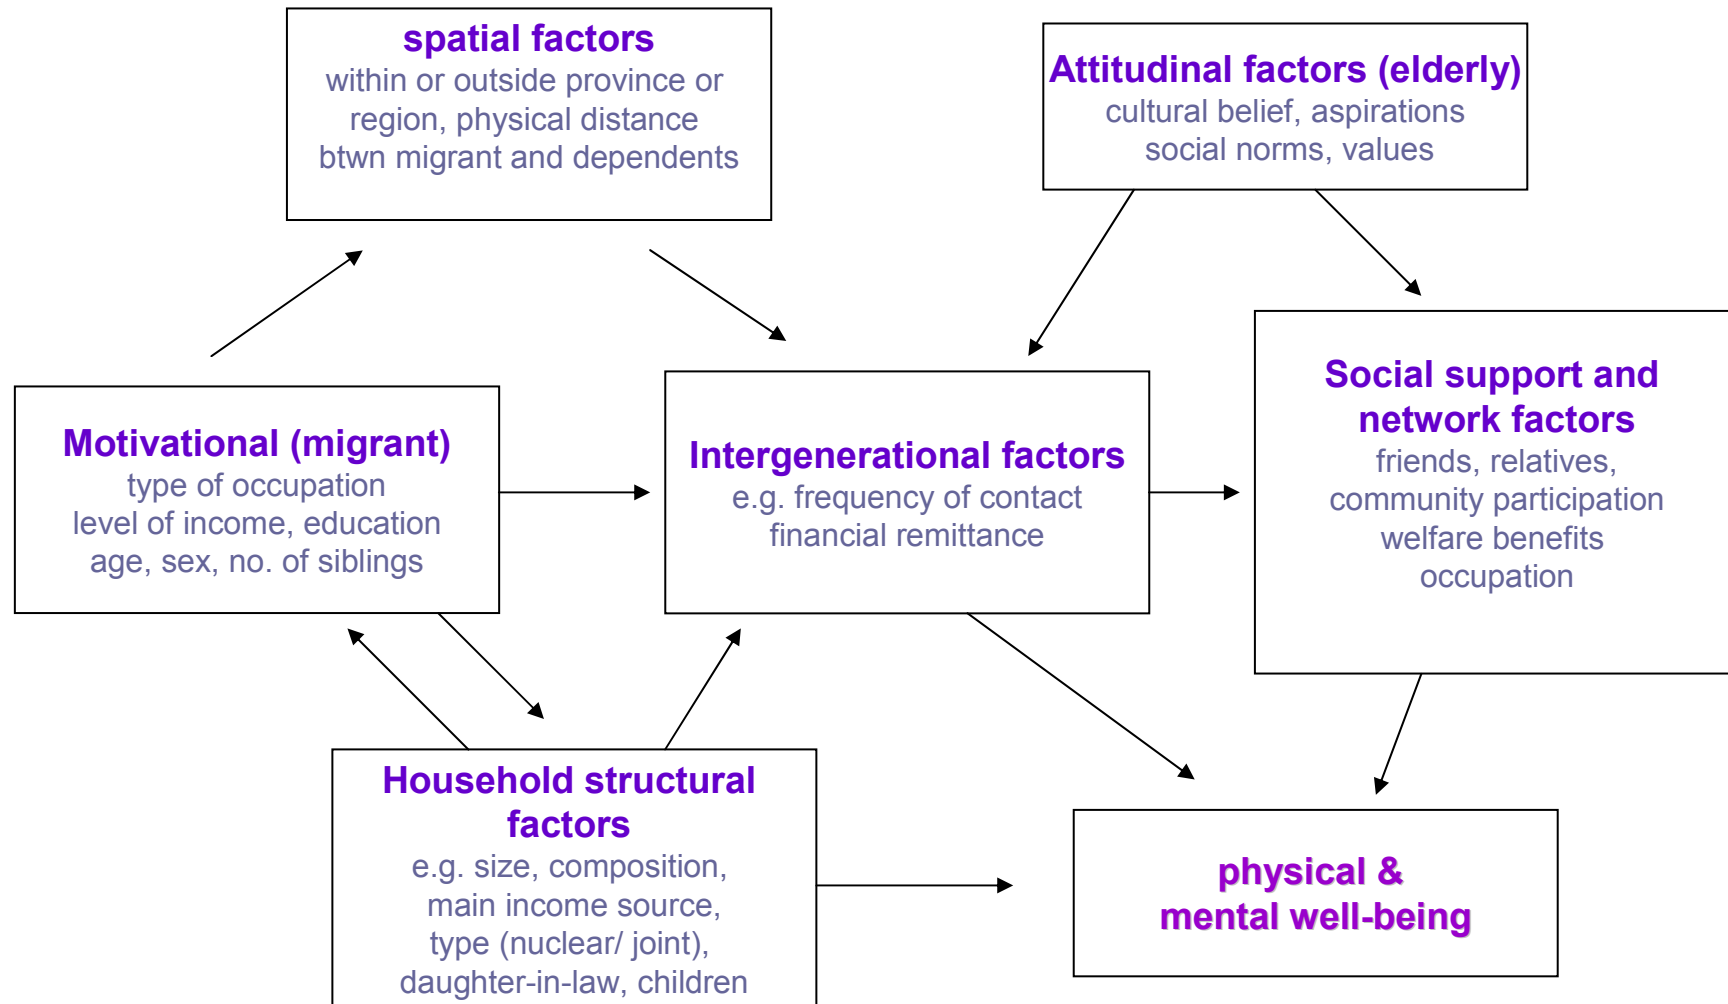 spatial factors
within or outside province or
region, physical distance
btwn migrant and dependents
Attitudinal factors (elderly)
cultural belief, aspirations
social norms, values
Motivational (migrant)
type of occupation
level of income, education
age, sex, no. of siblings
Intergenerational factors
e.g. frequency of contact
financial remittance
Social support and
network factors
friends, relatives,
community participation
welfare benefits
occupation
Household structural
factors
e.g. size, composition,
main income source,
type (nuclear/ joint),
daughter-in-law, children
physical &
mental well-being